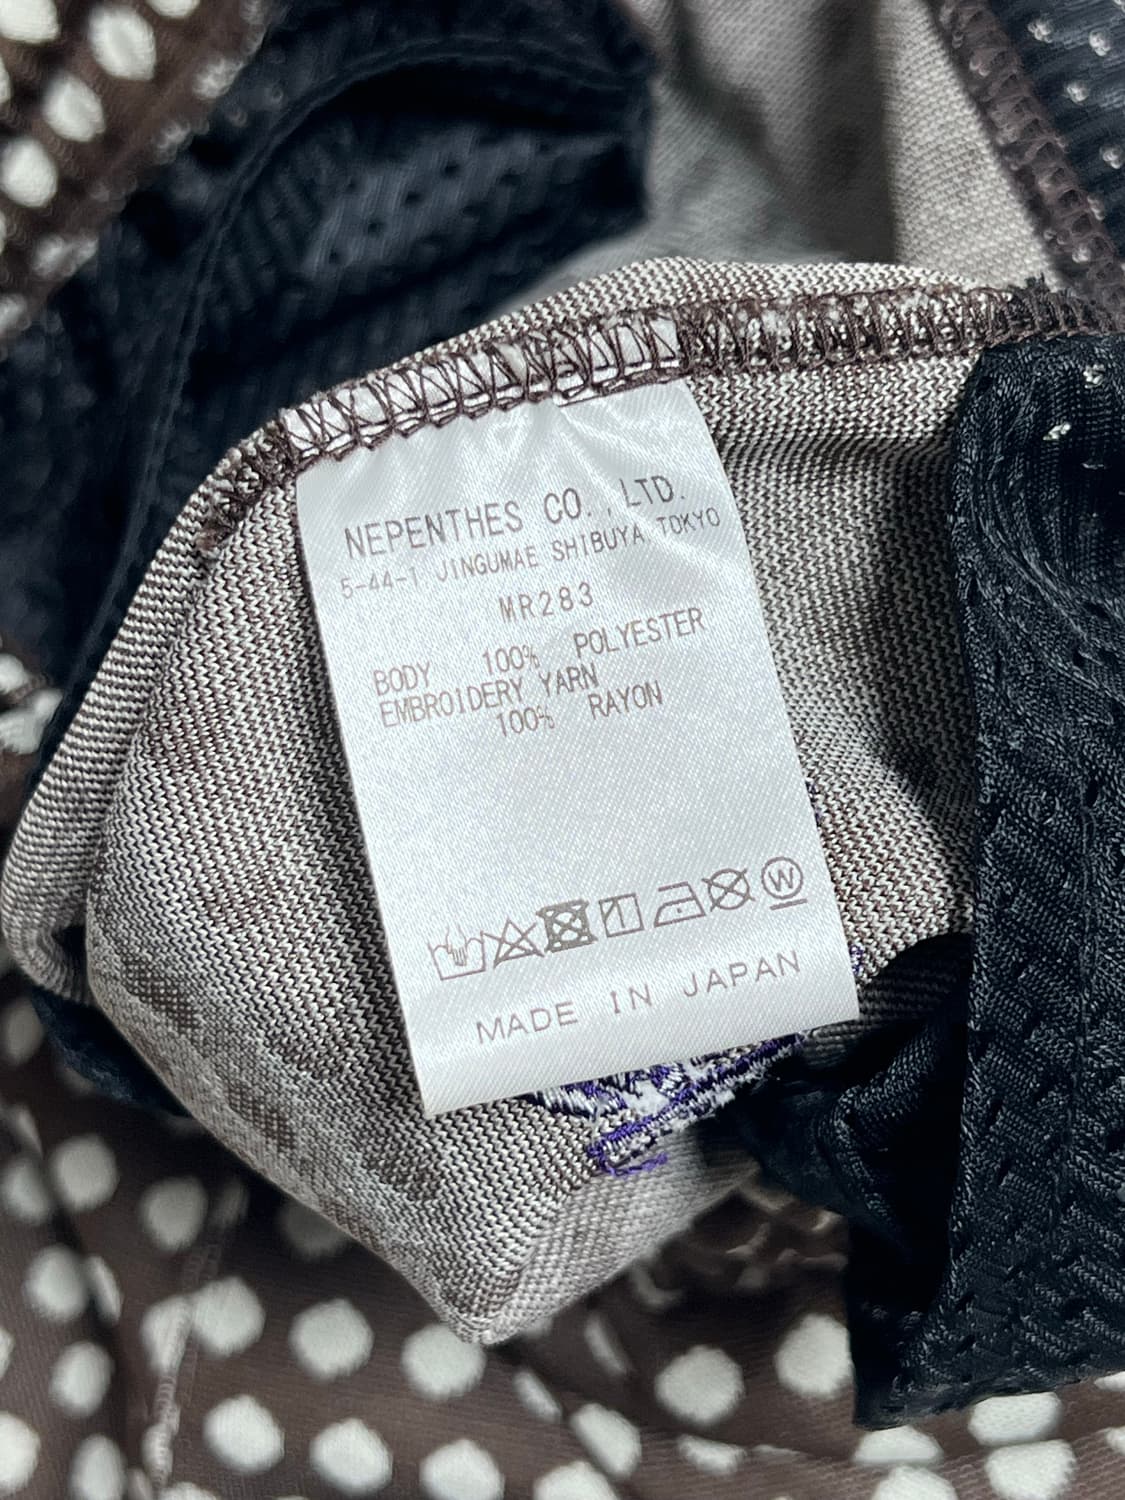 NEPENTHES CO.,LTD.
5-44-1 JINGUMAE SHIBUYA TOKYO
MR283
BODY 100% POLYESTER
EMBROIDERY YARN
100% RAYON
W
MADE IN JAPAN